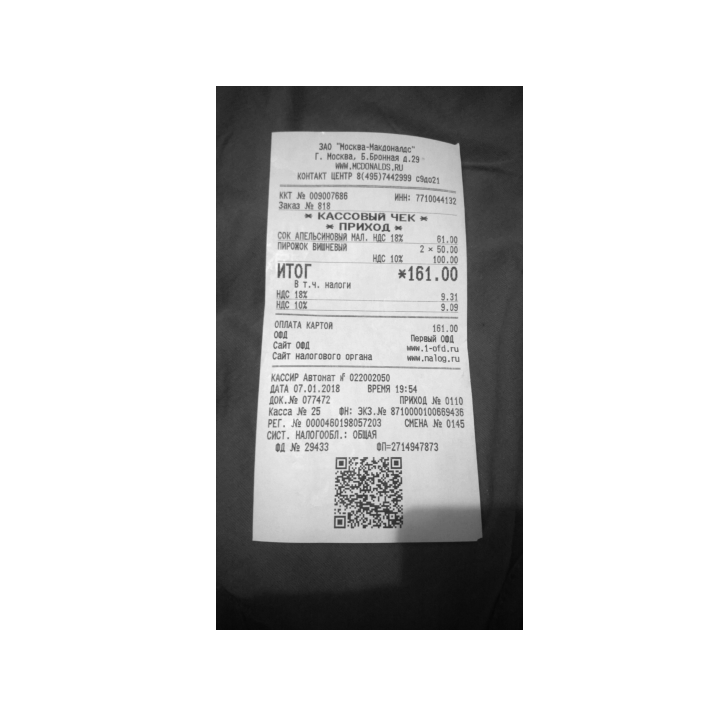 ЗАО "Москва-Макдоналдс"
Г. Москва, Б.Бронная д.29
WWW.MCDONALDS.RU
КОНТАКТ ЦЕНТР 8(495)7442999 с9до21
ККТ № 009007686 ИНН: 7710044132
Заказ № 818
* КАССОВЫЙ ЧЕК *
* ПРИХОД *
СОК АПЕЛЬСИНОВЫЙ МАЛ. НДС 18% 61.00
ПИРОЖОК ВИШНЕВЫЙ 2 * 50.00
НДС 10% 100.00
ИТОГ *161.00
В т.ч. налоги
НДС 18% 9.31
НДС 10% 9.09
ОПЛАТА КАРТОЙ 161.00
ОФД Первый ОФД
Сайт ОФД www.1-ofd.ru
Сайт налогового органа www.nalog.ru
КАССИР Автомат № 022002050
ДАТА 07.01.2018 ВРЕМЯ 19:54
ДОК.№ 077472 ПРИХОД № 0110
Касса № 25 ФН: ЭКЗ.№ 8710000100669436
РЕГ. № 0000460198057203 СМЕНА № 0145
СИСТ. НАЛОГООБЛ.: ОБЩАЯ
ФД № 29433 ФП=2714947873